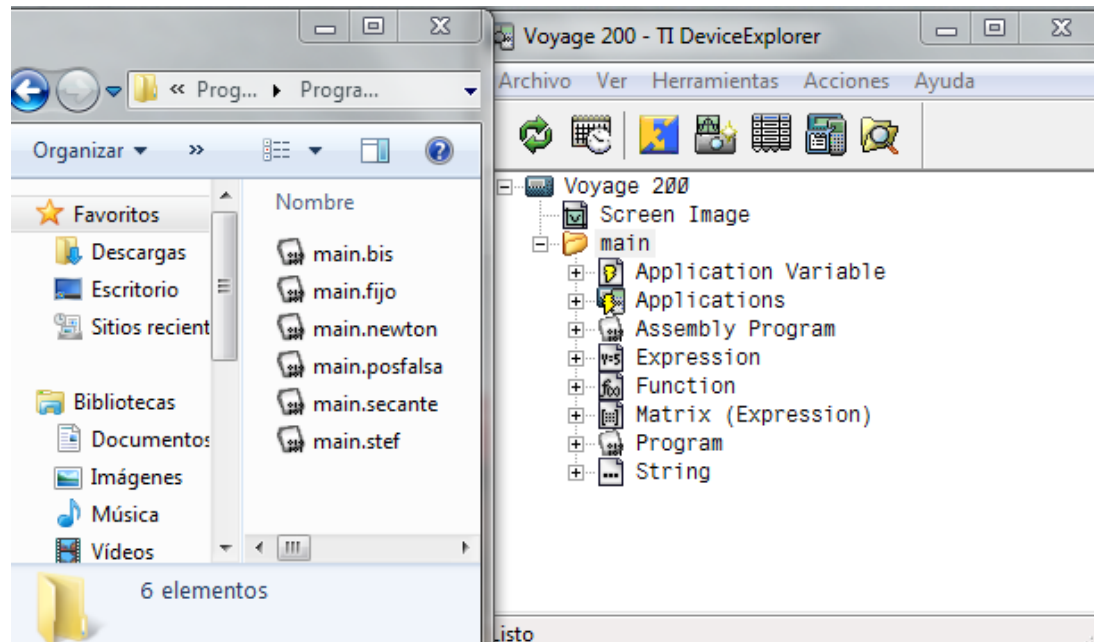 « Prog... ▸ Progra...
Organizar
»
Favoritos
Descargas
Escritorio
Sitios recient
Bibliotecas
Documentos
Imágenes
Música
Vídeos
Nombre
main.bis
main.fijo
main.newton
main.posfalsa
main.secante
main.stef
6 elementos
Voyage 200 - TI DeviceExplorer
Archivo Ver Herramientas Acciones Ayuda
Voyage 200
Screen Image
main
Application Variable
Applications
Assembly Program
Expression
Function
Matrix (Expression)
Program
String
Listo